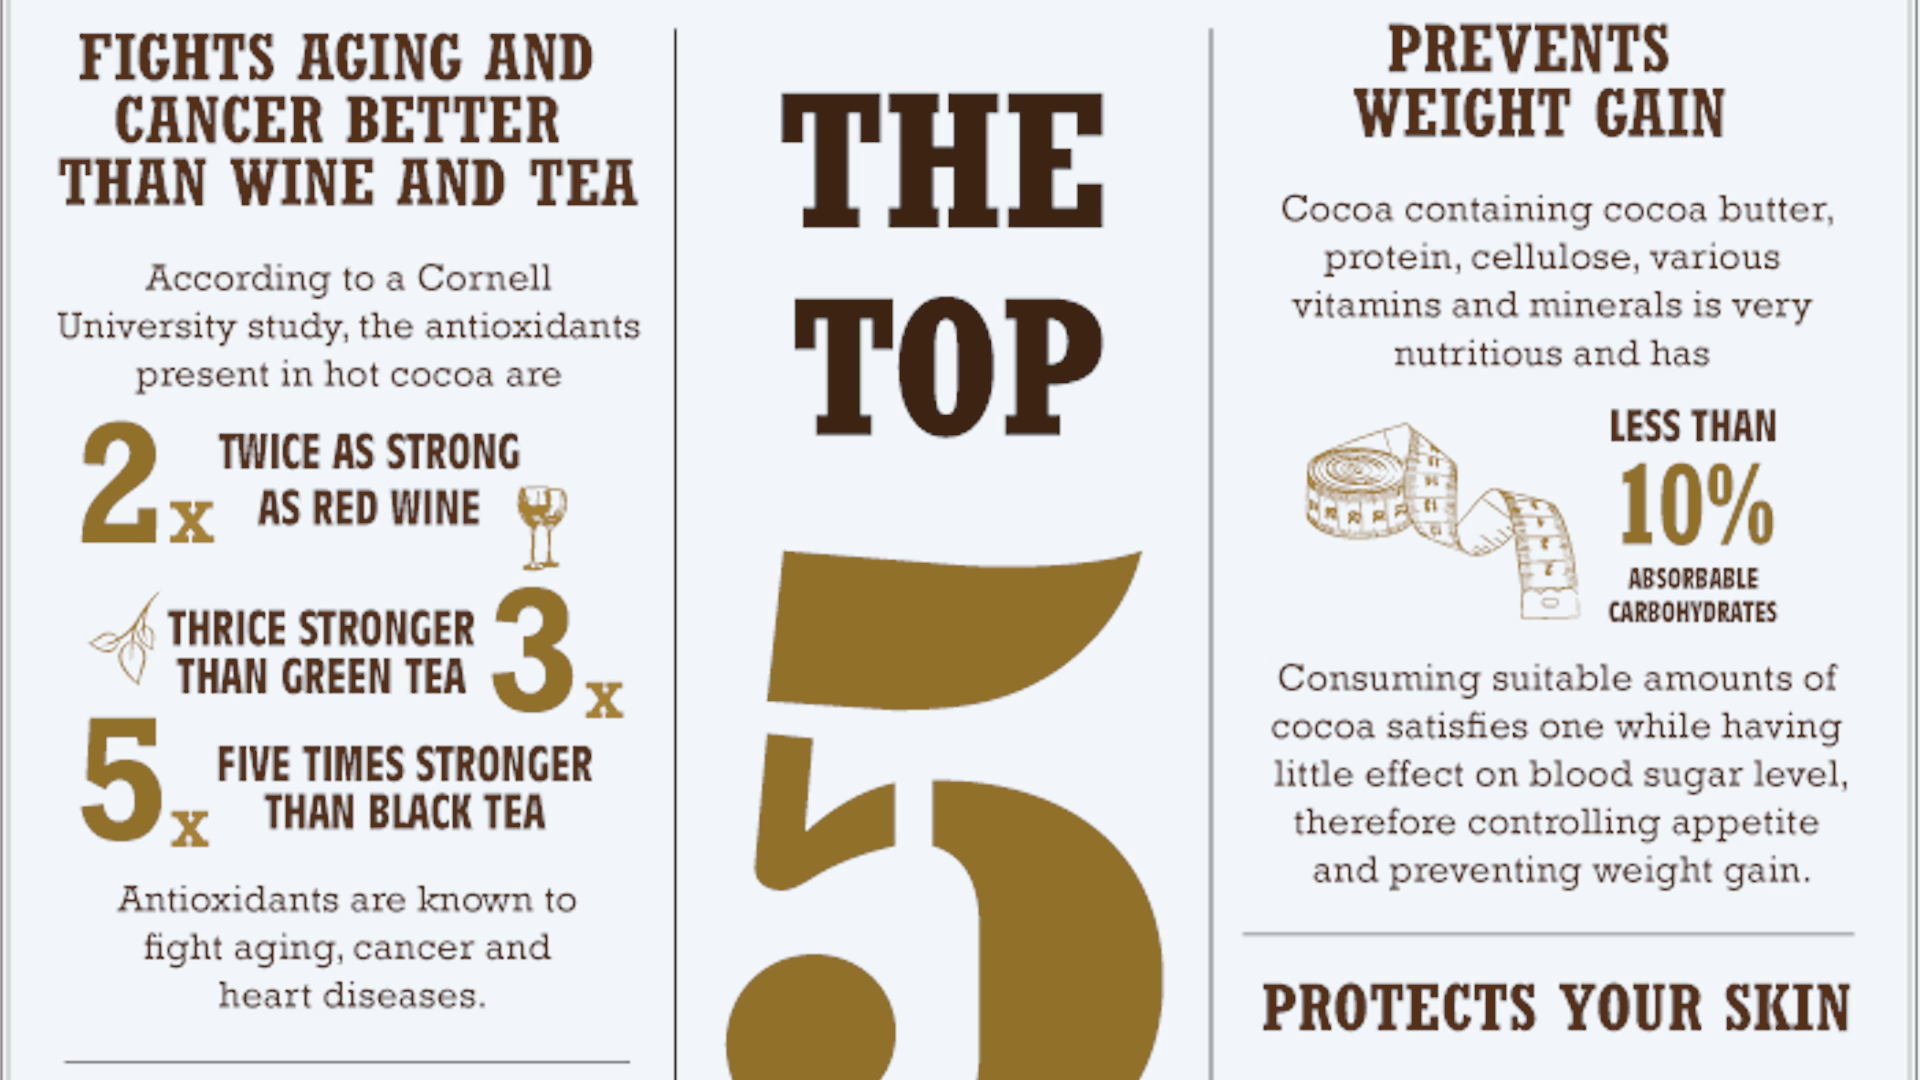 FIGHTS AGING AND
CANCER BETTER
THAN WINE AND TEA
According to a Cornell
University study, the antioxidants
present in hot cocoa are
2x
TWICE AS STRONG
AS RED WINE
THRICE STRONGER
THAN GREEN TEA
3x
5x
FIVE TIMES STRONGER
THAN BLACK TEA
Antioxidants are known to
fight aging, cancer and
heart diseases.
THE
TOP
5
PREVENTS
WEIGHT GAIN
Cocoa containing cocoa butter,
protein, cellulose, various
vitamins and minerals is very
nutritious and has
LESS THAN
10%
ABSORBABLE
CARBOHYDRATES
Consuming suitable amounts of
cocoa satisfies one while having
little effect on blood sugar level,
therefore controlling appetite
and preventing weight gain.
PROTECTS YOUR SKIN